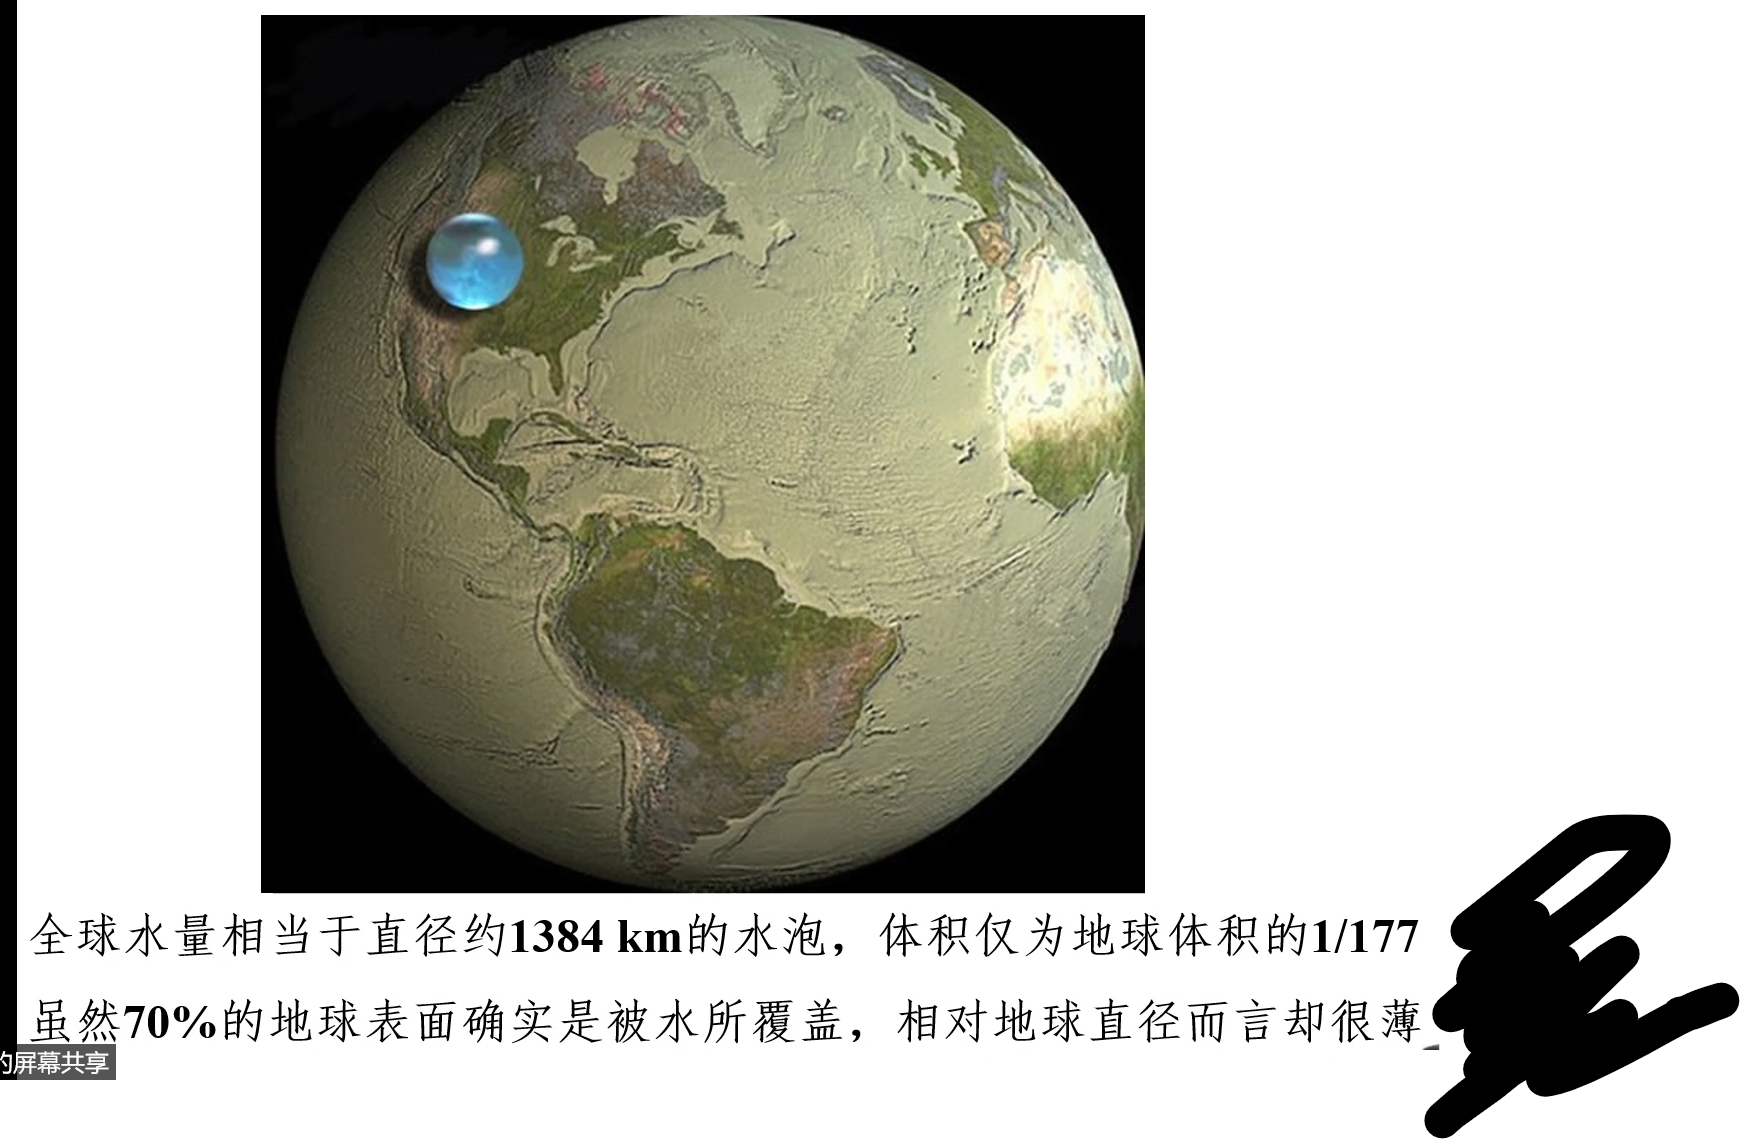 全球水量相当于直径约1384 km的水泡，体积仅为地球体积的1/177
虽然70%的地球表面确实是被水所覆盖，相对地球直径而言却很薄
的屏幕共享